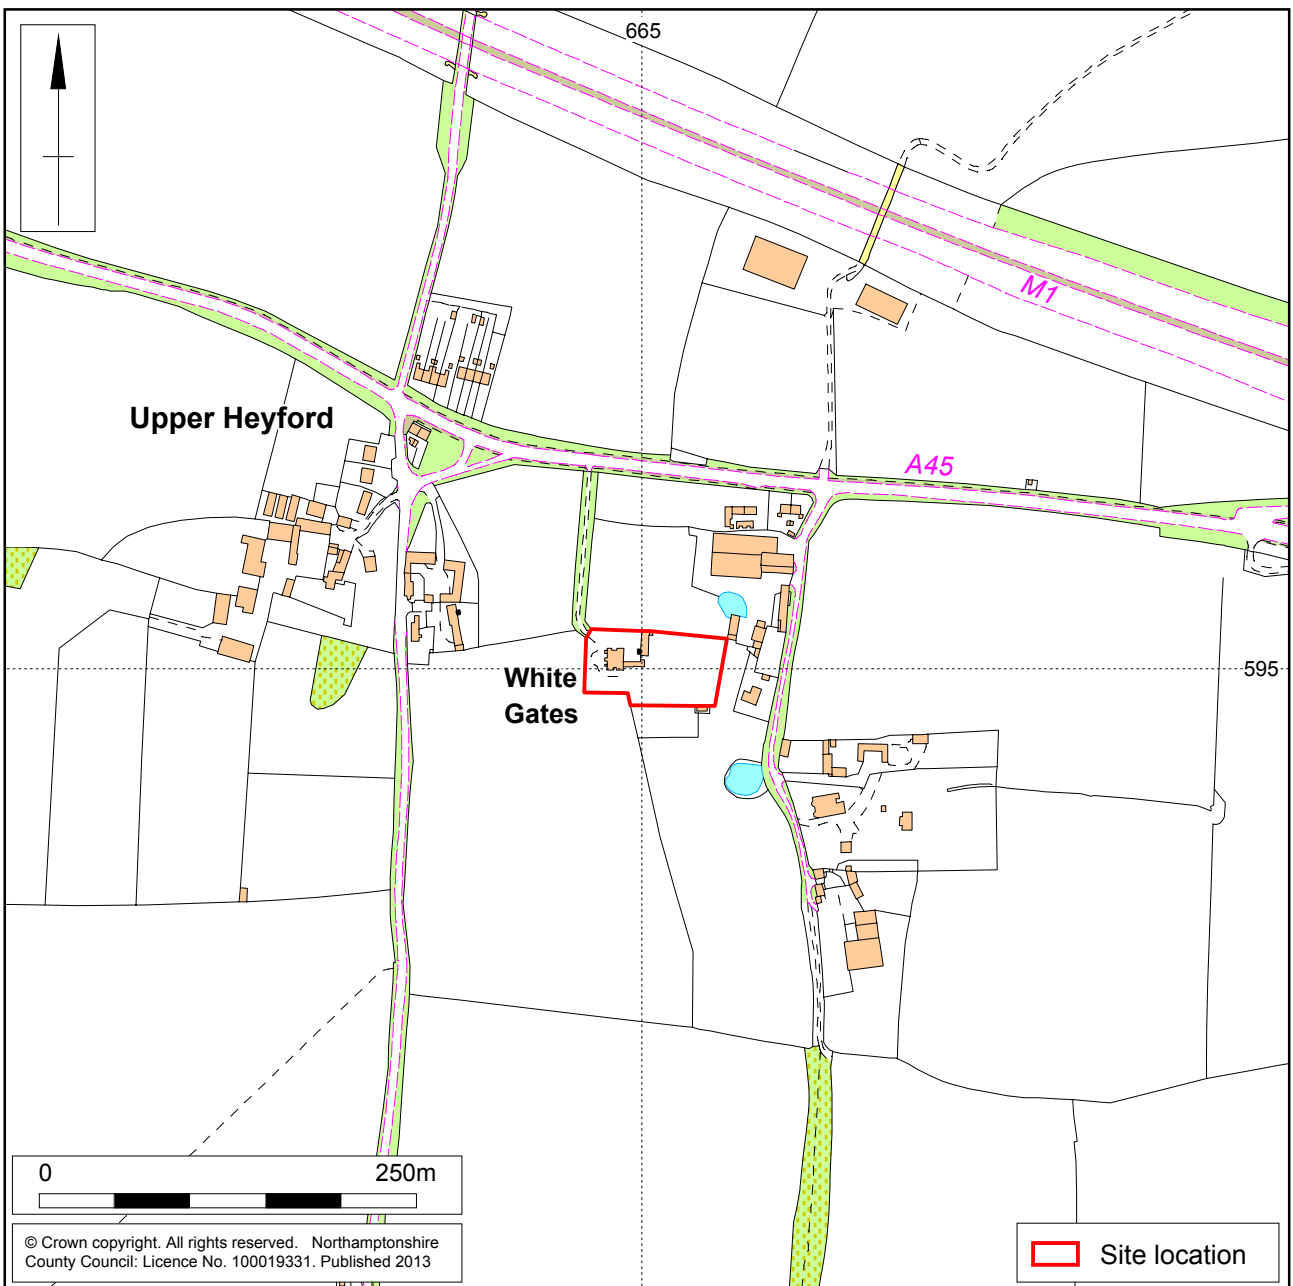 665
M1
Upper Heyford
A45
White
Gates
595
0 250m
© Crown copyright. All rights reserved. Northamptonshire
County Council: Licence No. 100019331. Published 2013
Site location